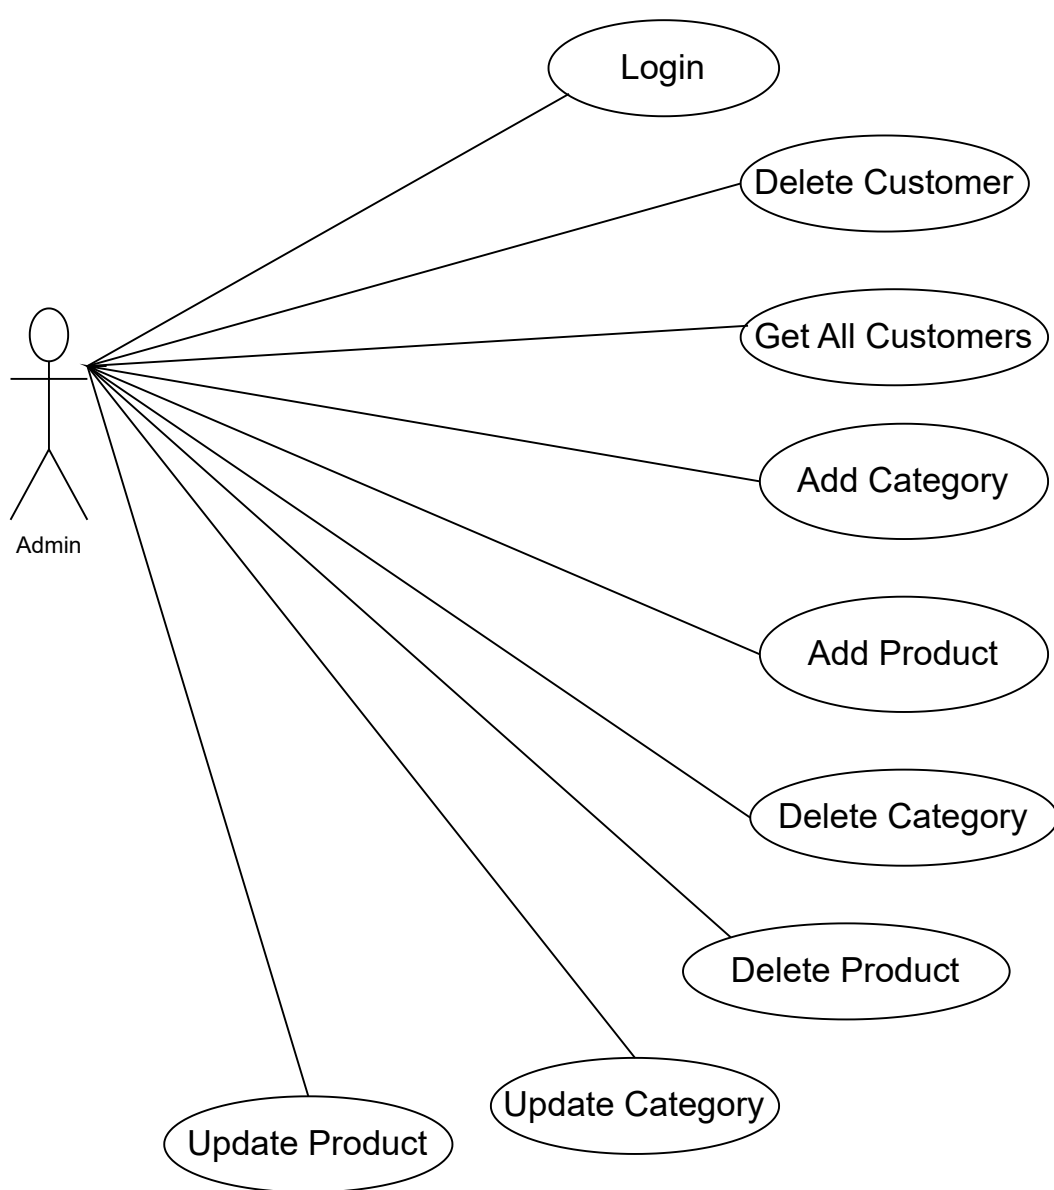 Login
Delete Customer
Get All Customers
Add Category
Admin
Add Product
Delete Category
Delete Product
Update Category
Update Product